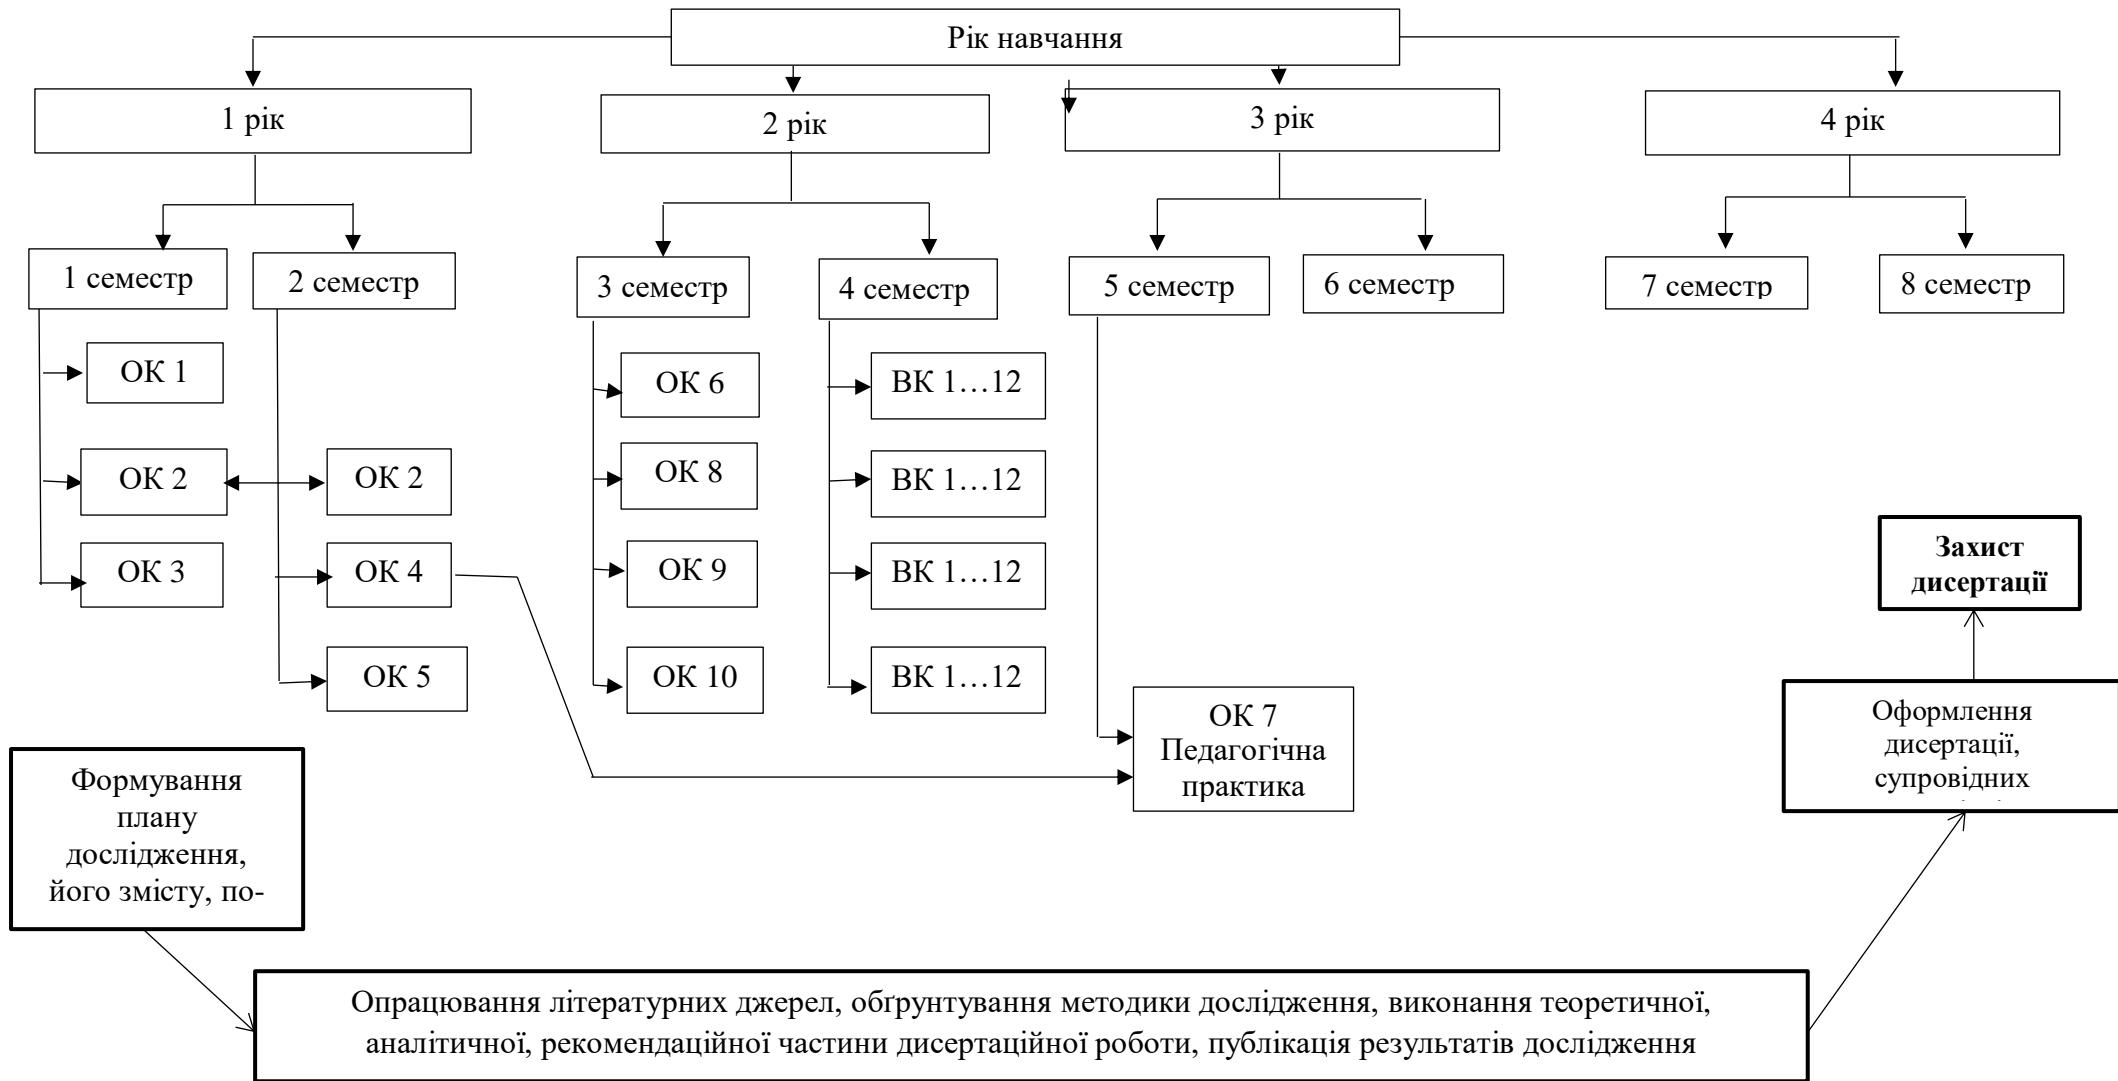 Рік навчання
1 рік
2 рік
3 рік
4 рік
1 семестр
2 семестр
3 семестр
4 семестр
5 семестр
6 семестр
7 семестр
8 семестр
ОК 1
ОК 6
ВК 1…12
ОК 2
ОК 2
ОК 8
ВК 1…12
ОК 3
ОК 4
ОК 9
ВК 1…12
ОК 5
ОК 10
ВК 1…12
Захист
дисертації
ОК 7
Педагогічна
практика
Оформлення
дисертації,
супровідних
Формування
плану
дослідження,
його змісту, по-
Опрацювання літературних джерел, обґрунтування методики дослідження, виконання теоретичної,
аналітичної, рекомендаційної частини дисертаційної роботи, публікація результатів дослідження